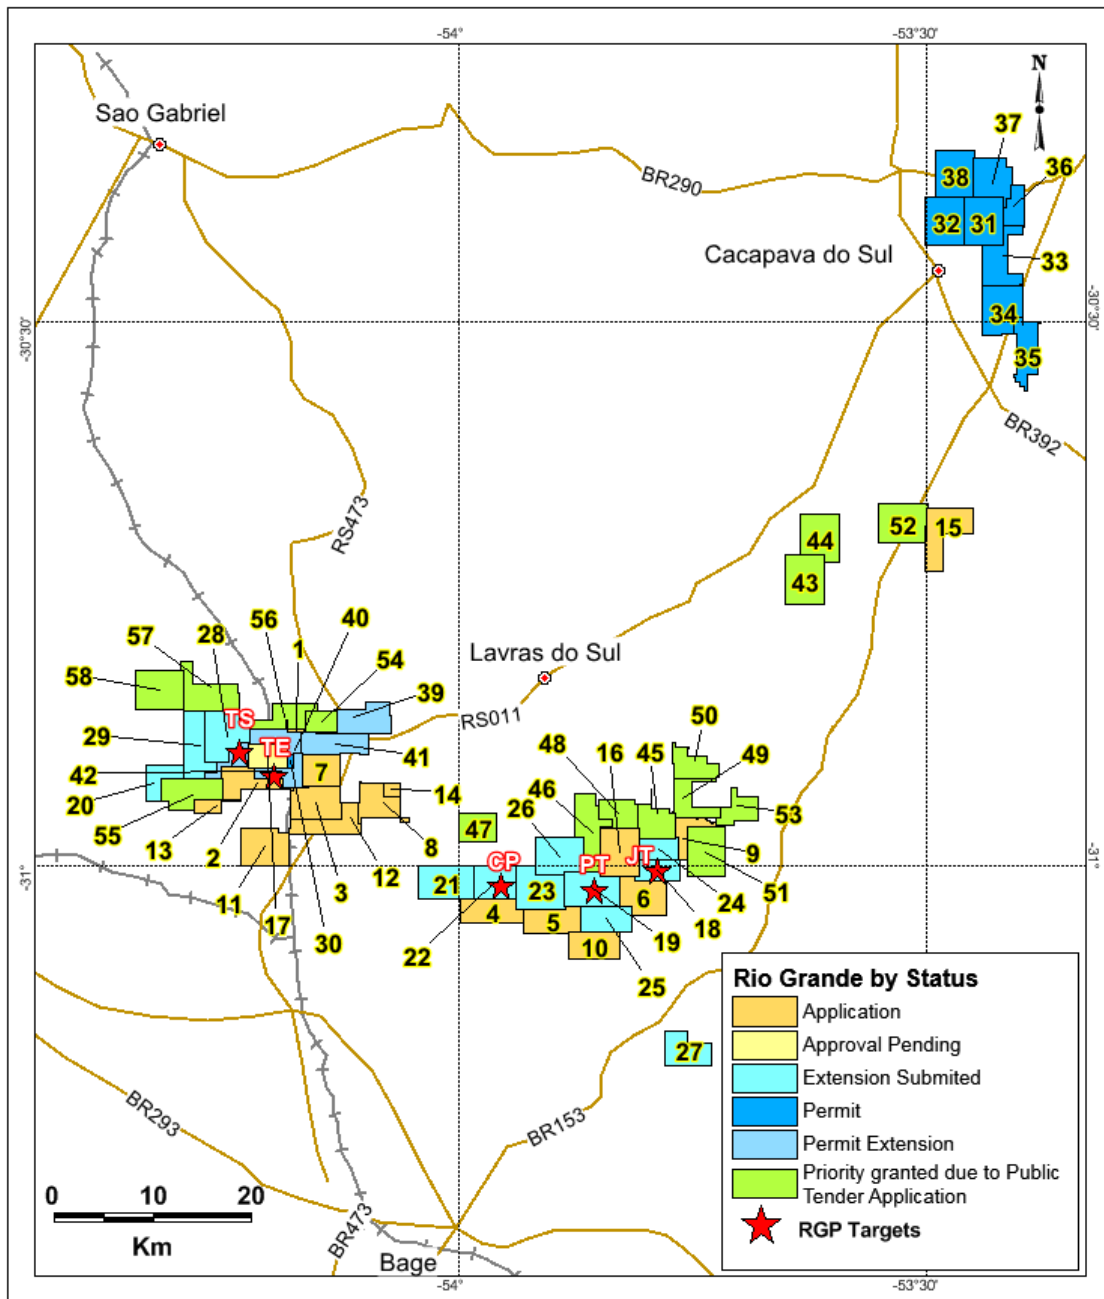 -54°
-53°30'
N
Sao Gabriel
37
38
36
BR290
32
31
Cacapava do Sul
33
-30°30'
34
-30°30'
35
BR392
RS473
52
15
44
43
56
40
57
28
1
54
Lavras do Sul
58
39
RS011
TS
50
29
TE
48
16
45
49
41
42
7
46
20
14
26
53
47
55
13
2
8
JT
9
12
-31°
CP
PT
-31°
51
11
3
21
23
24
17
4
6
18
30
22
5
19
10
25
Rio Grande by Status
Application
27
Approval Pending
Extension Submited
BR293
BR153
Permit
Permit Extension
Priority granted due to Public
Tender Application
0 10 20
RGP Targets
Km
BR473
Bage
-54°
-53°30'